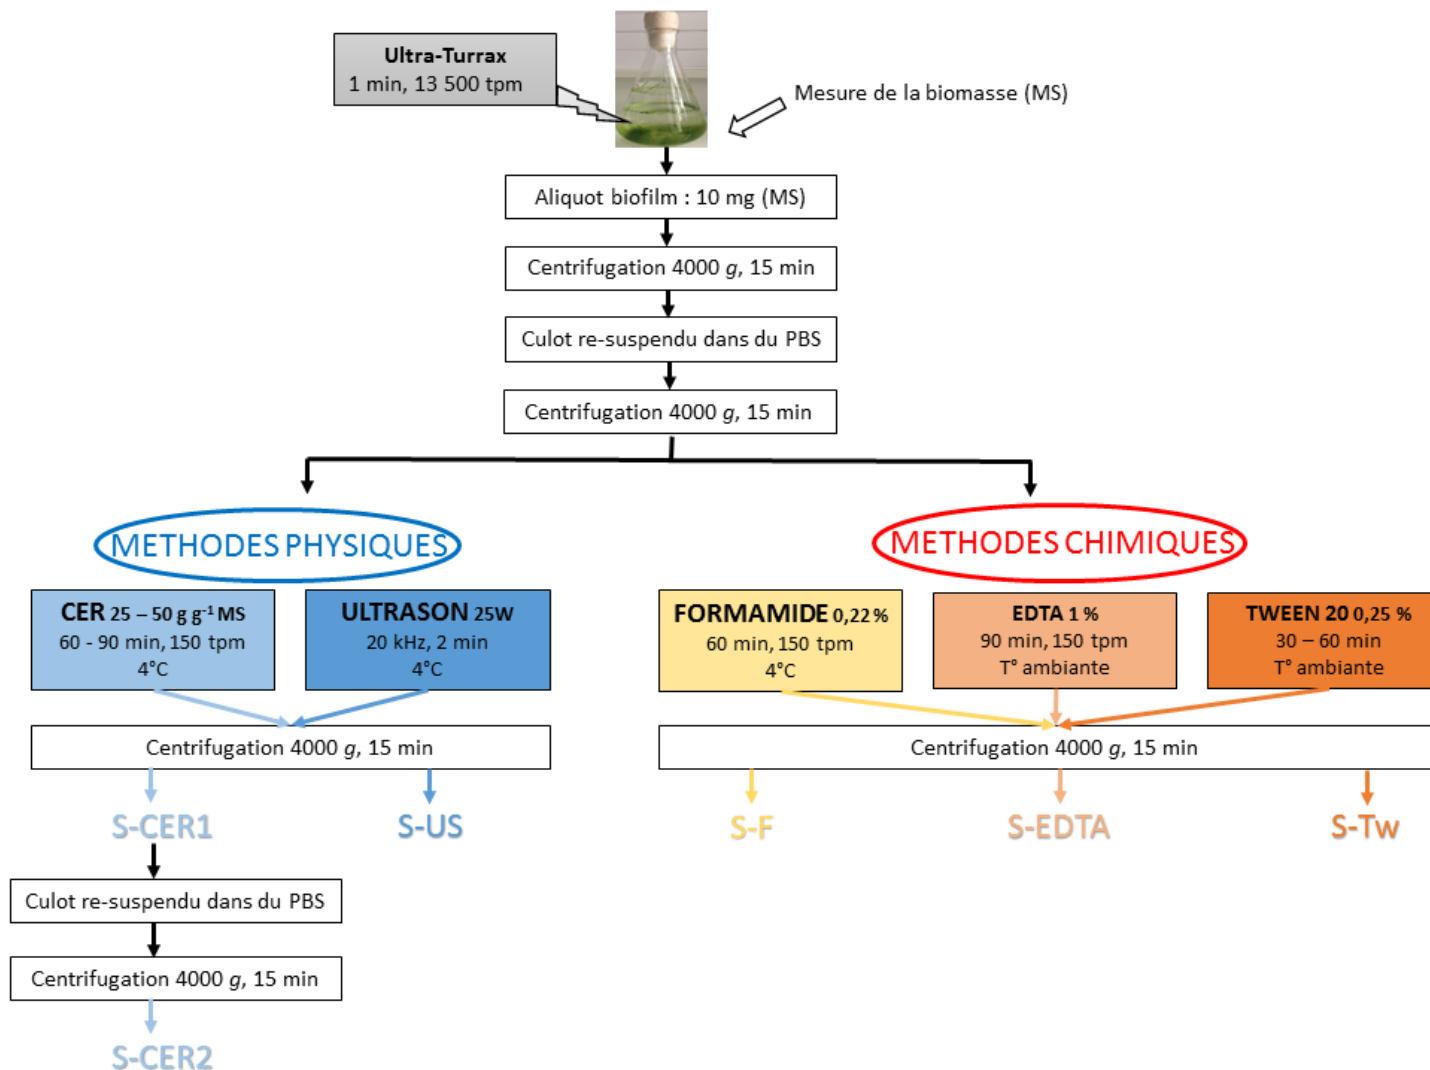 Ultra-Turrax
1 min, 13 500 tpm
Mesure de la biomasse (MS)
Aliquot biofilm : 10 mg (MS)
Centrifugation 4000 g, 15 min
Culot re-suspendu dans du PBS
Centrifugation 4000 g, 15 min
METHODES PHYSIQUES
METHODES CHIMIQUES
CER 25 – 50 g g⁻¹ MS
60 - 90 min, 150 tpm
4°C
ULTRASON 25W
20 kHz, 2 min
4°C
FORMAMIDE 0,22 %
60 min, 150 tpm
4°C
EDTA 1 %
90 min, 150 tpm
T° ambiante
TWEEN 20 0,25 %
30 – 60 min
T° ambiante
Centrifugation 4000 g, 15 min
Centrifugation 4000 g, 15 min
S-CER1
S-US
S-F
S-EDTA
S-Tw
Culot re-suspendu dans du PBS
Centrifugation 4000 g, 15 min
S-CER2